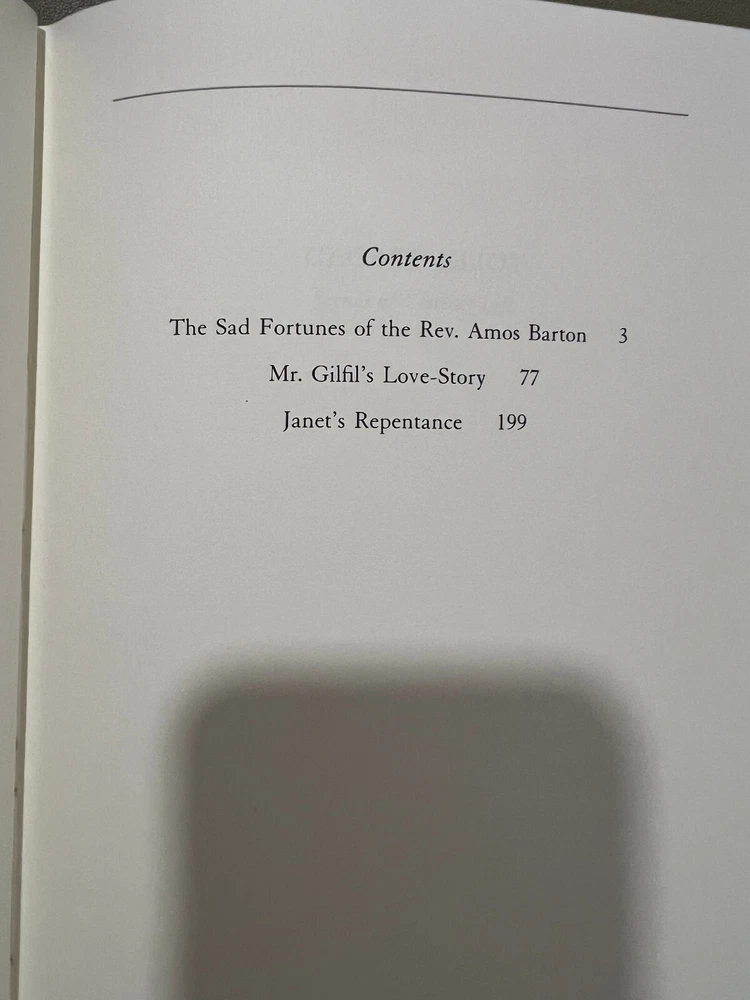 Contents
The Sad Fortunes of the Rev. Amos Barton 3
Mr. Gilfil's Love-Story 77
Janet's Repentance 199